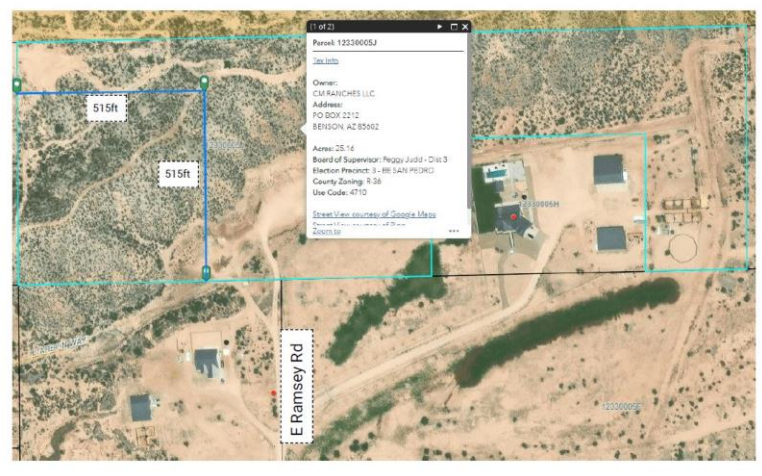 (1 of 2)
Parcel: 12330005J
Tax Info
Owner:
CM RANCHES LLC
Address:
PO BOX 2212
BENSON, AZ 85602
Acres: 25.16
Board of Supervisor: Peggy Judd - Dist 3
Election Precinct: 3 - BE SAN PEDRO
County Zoning: R-36
Use Code: 4710
Street View courtesy of Google Maps
Zoom to
515ft
515ft
12330006H
E Ramsey Rd